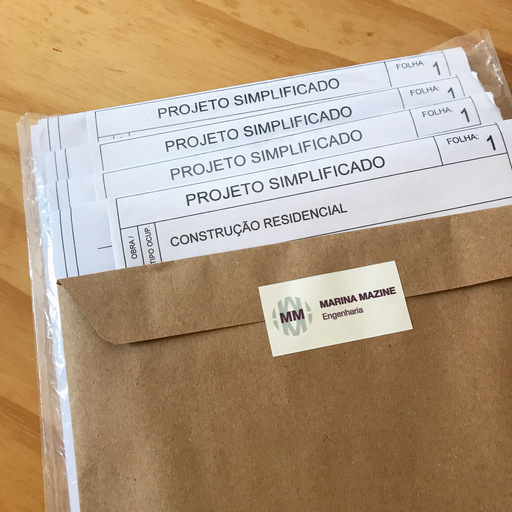 PROJETO SIMPLIFICADO
FOLHA: 1
PROJETO SIMPLIFICADO
FOLHA: 1
PROJETO SIMPLIFICADO
FOLHA: 1
PROJETO SIMPLIFICADO
FOLHA: 1
OBRA /
TIPO OCUP.
CONSTRUÇÃO RESIDENCIAL
MM
MARINA MAZINE
Engenharia